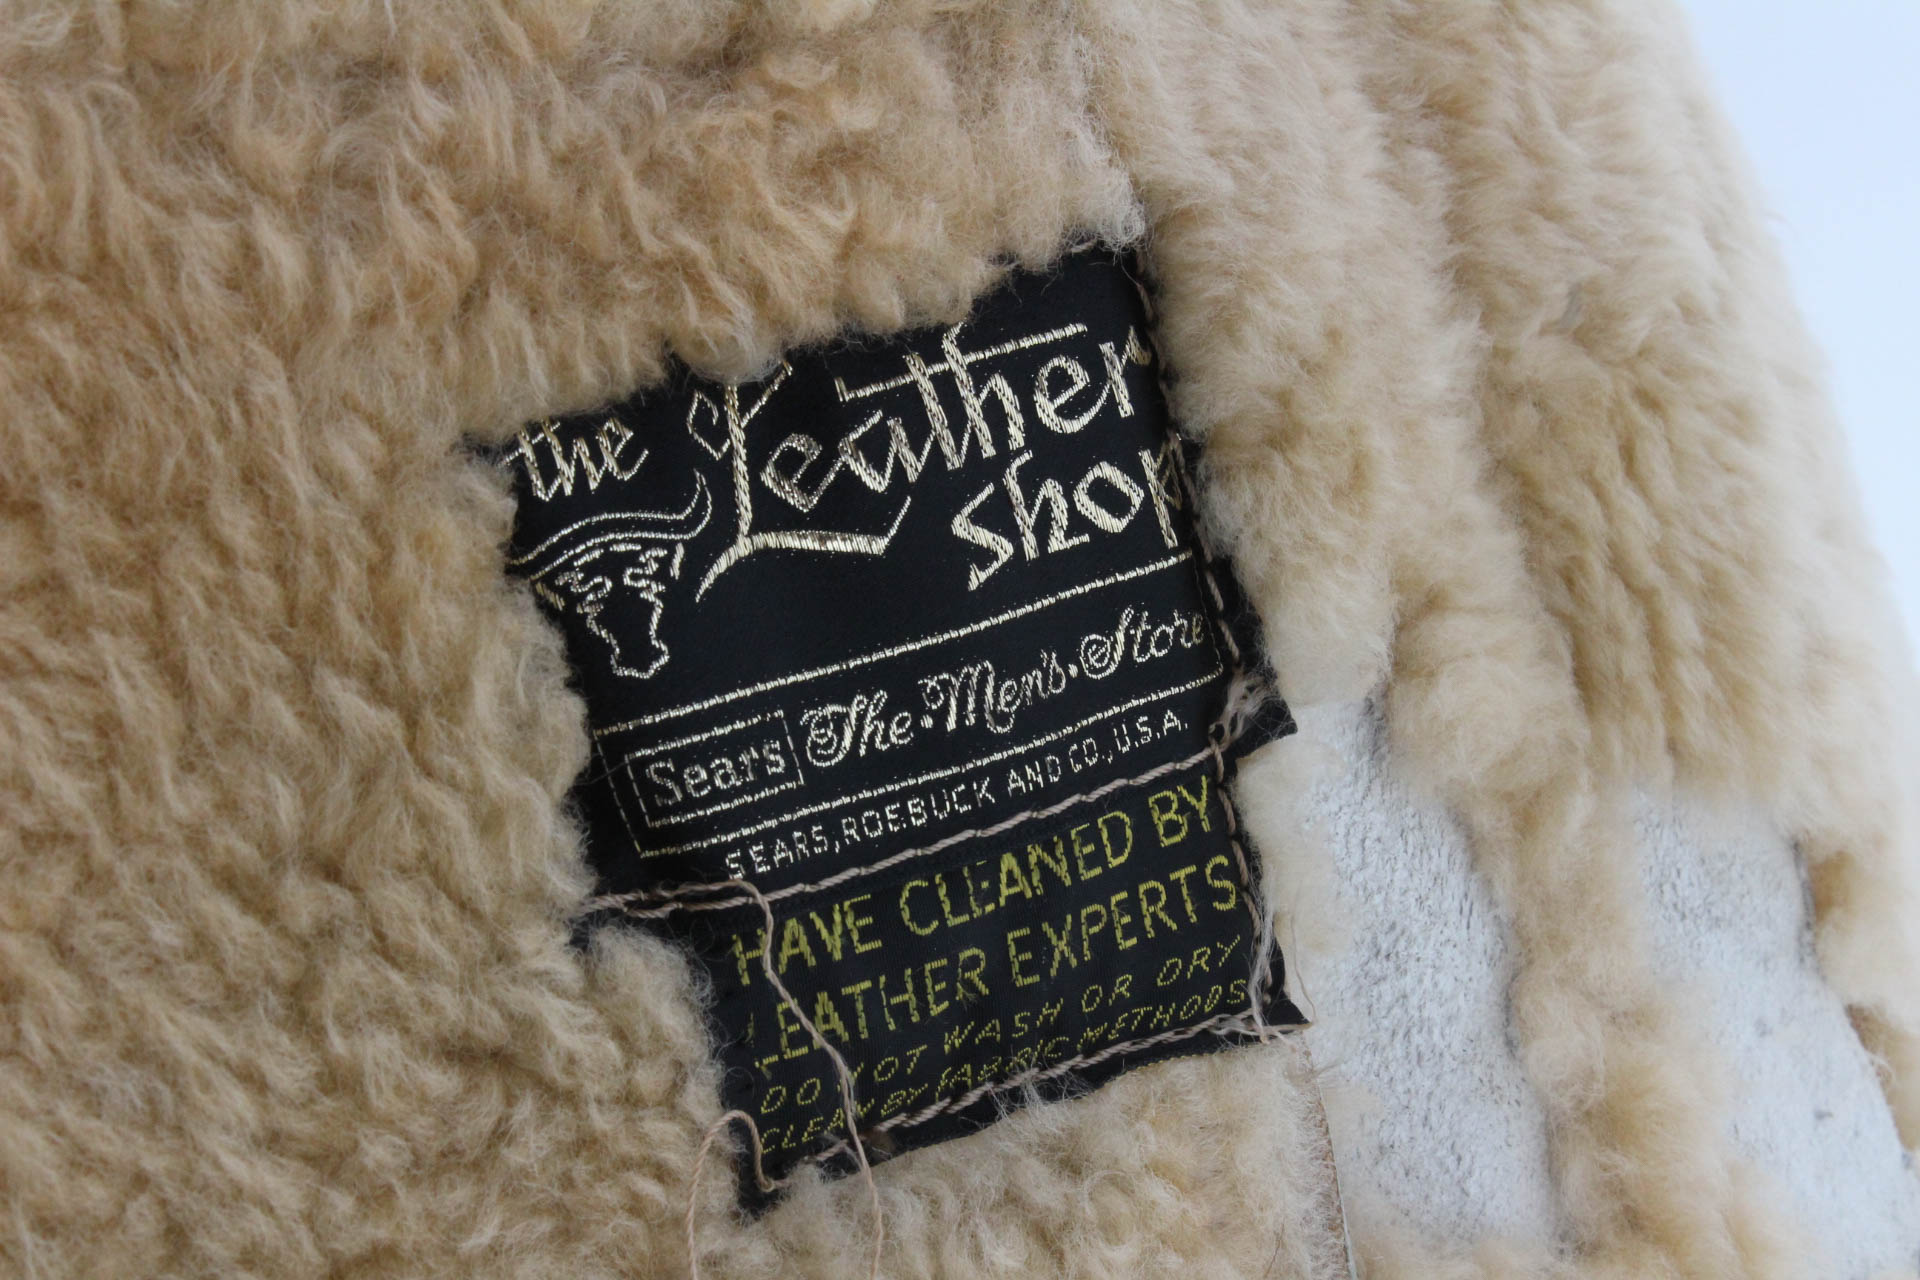 the Leather
Shop
Sears The·Men's·Store
SEARS, ROEBUCK AND CO., U.S.A.
HAVE CLEANED BY
LEATHER EXPERTS
DO NOT WASH OR DRY
CLEAN BY FABRIC METHODS